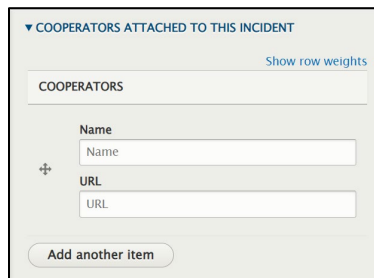 COOPERATORS ATTACHED TO THIS INCIDENT
Show row weights
COOPERATORS
Name
Name
URL
URL
Add another item